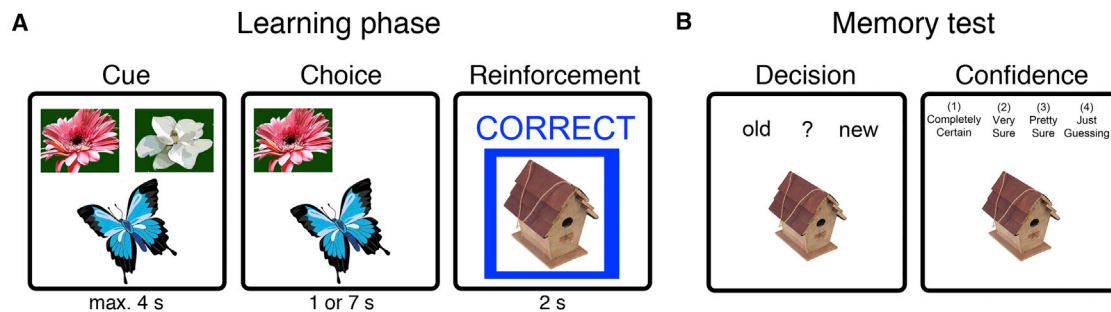 A
Learning phase
B
Memory test
Cue
Choice
Reinforcement
Decision
Confidence
CORRECT
old ? new
(1) (2) (3) (4)
Completely Very Pretty Just
Certain Sure Sure Guessing
max. 4 s
1 or 7 s
2 s